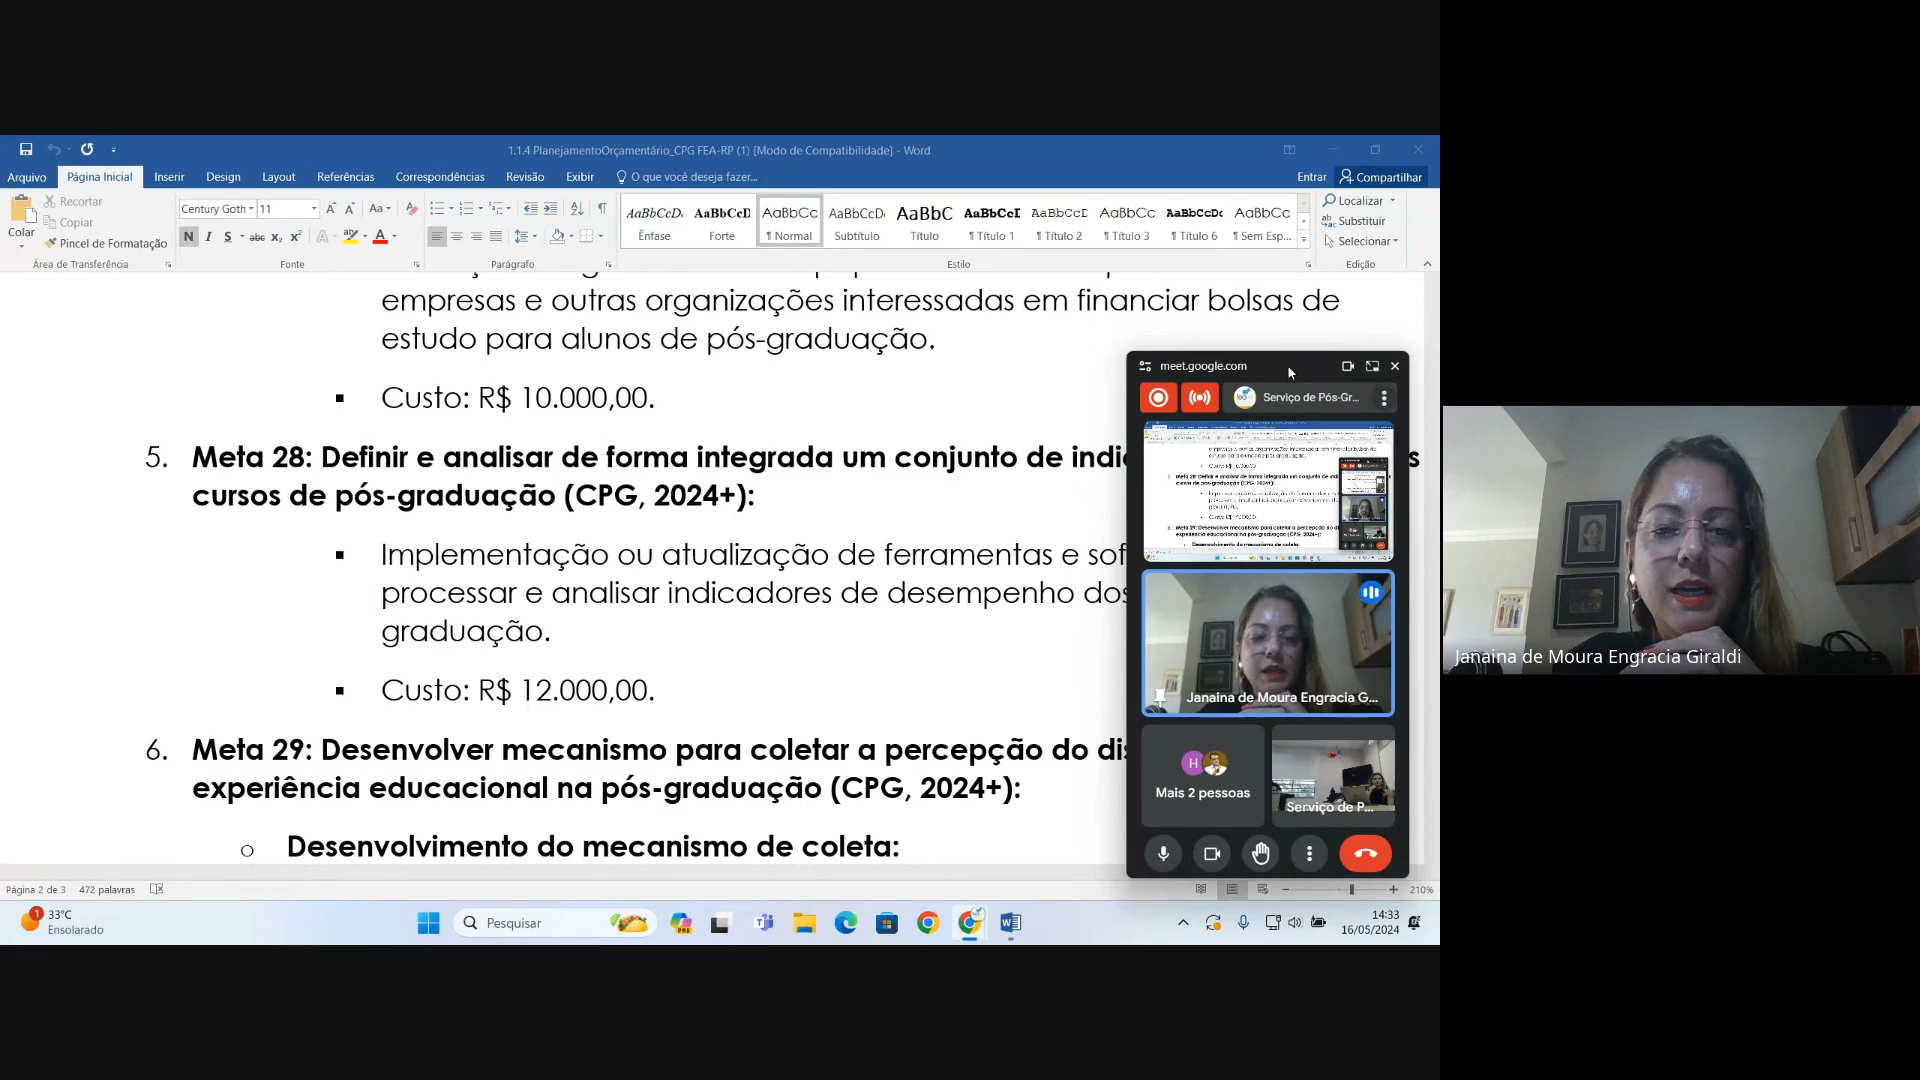 1.1.4 PlanejamentoOrçamentário_CPG FEA-RP (1) [Modo de Compatibilidade] - Word
Arquivo Página Inicial Inserir Design Layout Referências Correspondências Revisão Exibir O que você deseja fazer... Entrar Compartilhar
Colar
Recortar
Copiar
Pincel de Formatação
Área de Transferência
Century Goth 11
N I S abc x₂ x²
Fonte
Parágrafo
AaBbCcDı Ênfase
AaBbCcD Forte
AaBbCc ¶ Normal
AaBbCcDı Subtítulo
AaBbC Título
AaBbCcI ¶ Título 1
AaBbCcD ¶ Título 2
AaBbCc ¶ Título 3
AaBbCcDc ¶ Título 6
AaBbCc ¶ Sem Esp...
Estilo
Localizar
Substituir
Selecionar
Edição
empresas e outras organizações interessadas em financiar bolsas de
estudo para alunos de pós-graduação.
▪ Custo: R$ 10.000,00.
5. Meta 28: Definir e analisar de forma integrada um conjunto de indi s
cursos de pós-graduação (CPG, 2024+):
▪ Implementação ou atualização de ferramentas e sof
processar e analisar indicadores de desempenho dos
graduação.
▪ Custo: R$ 12.000,00.
6. Meta 29: Desenvolver mecanismo para coletar a percepção do dis
experiência educacional na pós-graduação (CPG, 2024+):
o Desenvolvimento do mecanismo de coleta:
meet.google.com
Serviço de Pós-Gr...
Janaina de Moura Engracia G...
H
Mais 2 pessoas
Serviço de P...
Janaina de Moura Engracia Giraldi
Página 2 de 3 472 palavras
210%
1
33°C
Ensolarado
Pesquisar
PRE
14:33
16/05/2024